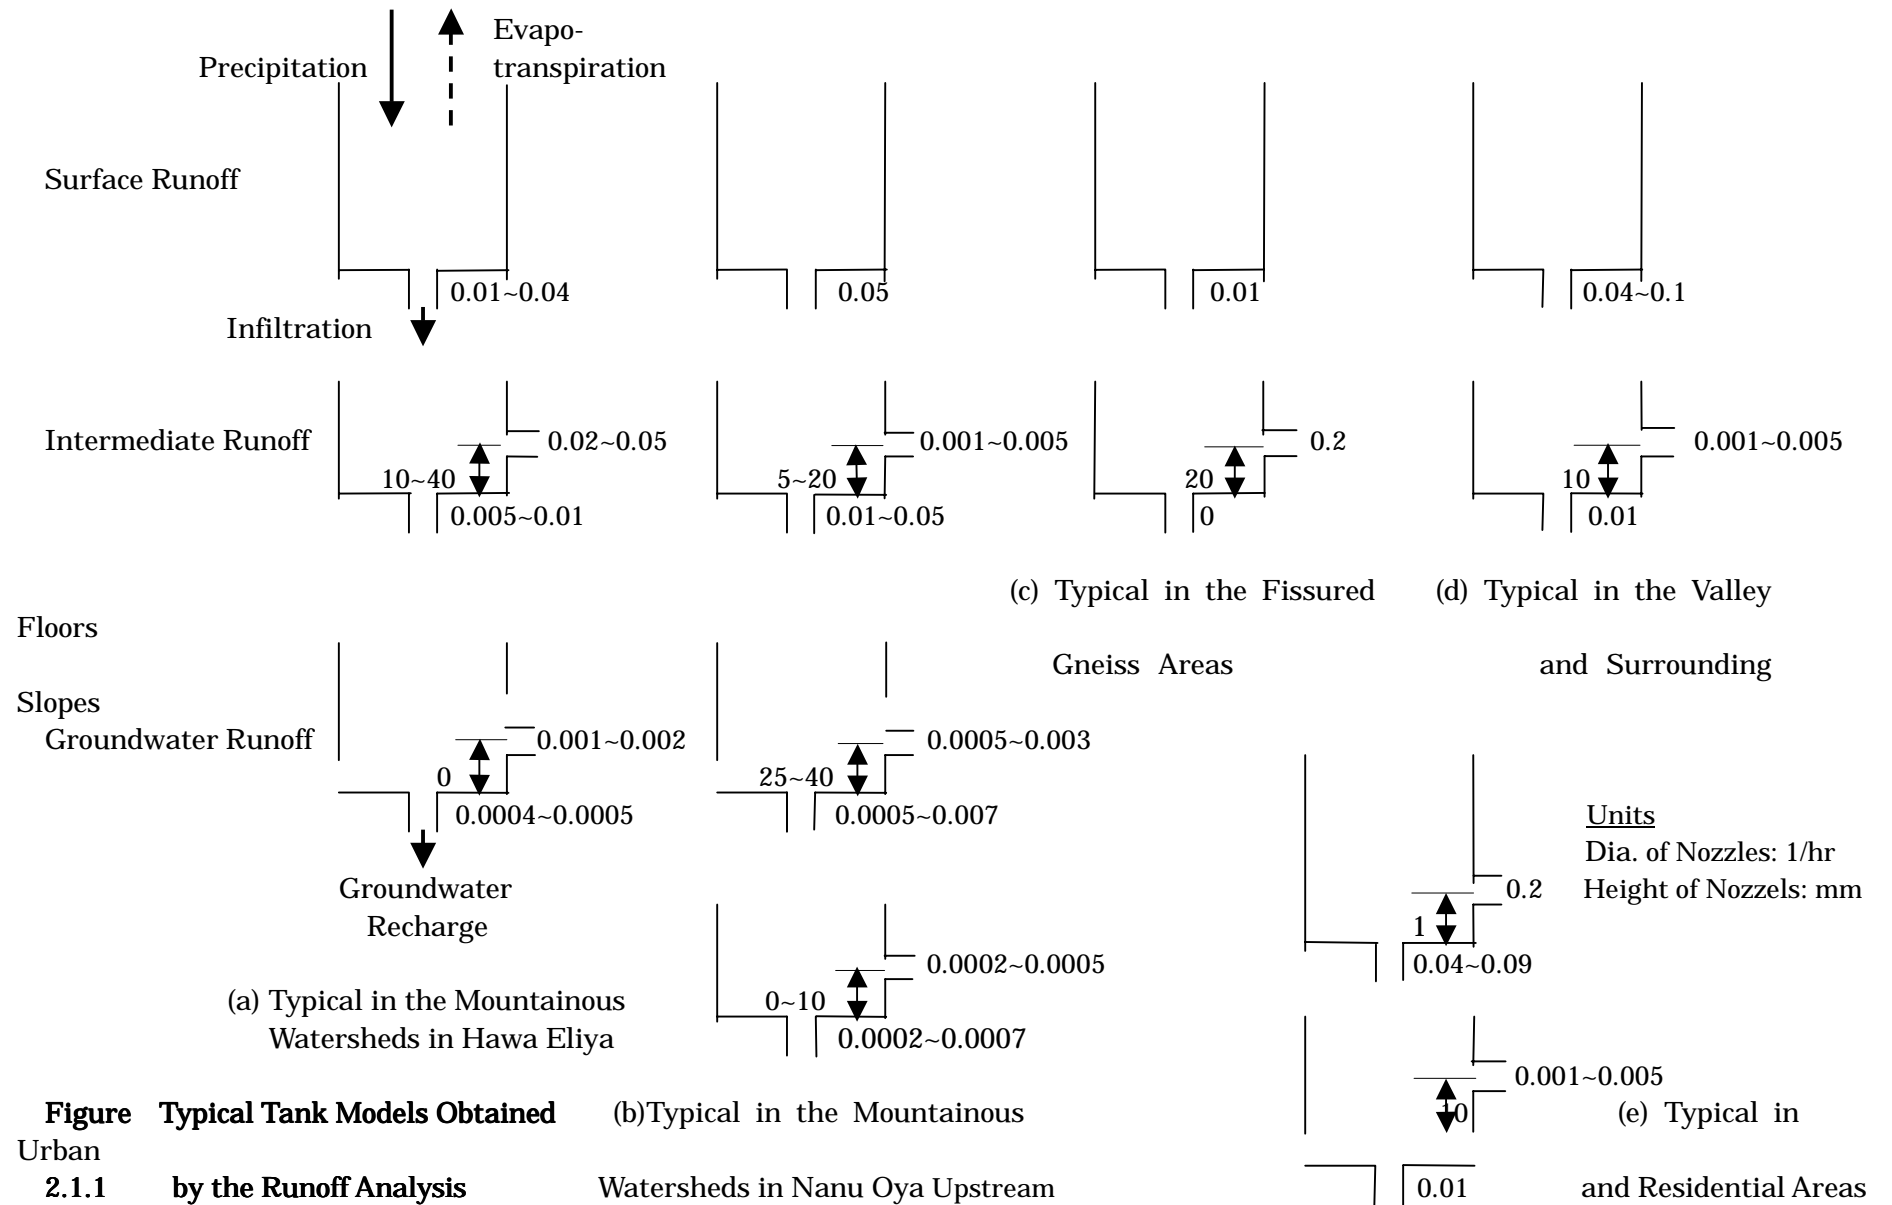 Evapo-
Precipitation transpiration
Surface Runoff
0.01~0.04 0.05 0.01 0.04~0.1
Infiltration
Intermediate Runoff 0.02~0.05 0.001~0.005 0.2 0.001~0.005
10~40 5~20 20 10
0.005~0.01 0.01~0.05 0 0.01
(c) Typical in the Fissured (d) Typical in the Valley
Floors
Gneiss Areas and Surrounding
Slopes
Groundwater Runoff 0.001~0.002 0.0005~0.003
0 25~40
0.0004~0.0005 0.0005~0.007 Units
Dia. of Nozzles: 1/hr
Groundwater 0.2 Height of Nozzels: mm
Recharge 1
0.0002~0.0005 0.04~0.09
(a) Typical in the Mountainous 0~10
Watersheds in Hawa Eliya 0.0002~0.0007
0.001~0.005
Figure Typical Tank Models Obtained (b)Typical in the Mountainous 10 (e) Typical in
Urban
2.1.1 by the Runoff Analysis Watersheds in Nanu Oya Upstream 0.01 and Residential Areas